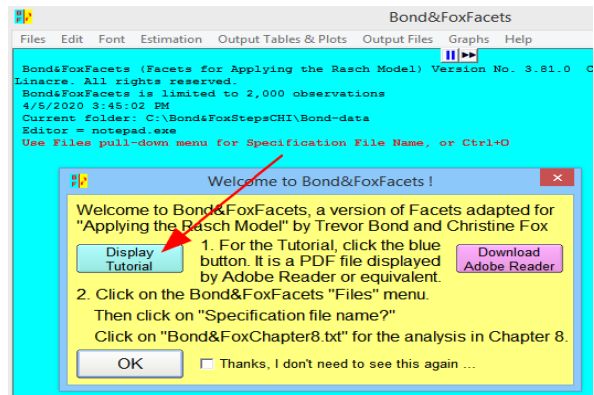 Bond&FoxFacets
Files Edit Font Estimation Output Tables & Plots Output Files Graphs Help
Bond&FoxFacets (Facets for Applying the Rasch Model) Version No. 3.81.0 C
Linacre. All rights reserved.
Bond&FoxFacets is limited to 2,000 observations
4/5/2020 3:45:02 PM
Current folder: C:\Bond&FoxStepsCHI\Bond-data
Editor = notepad.exe
Use Files pull-down menu for Specification File Name, or Ctrl+O
Welcome to Bond&FoxFacets !
Welcome to Bond&FoxFacets, a version of Facets adapted for
"Applying the Rasch Model" by Trevor Bond and Christine Fox
Display
Tutorial
1. For the Tutorial, click the blue
button. It is a PDF file displayed
by Adobe Reader or equivalent.
Download
Adobe Reader
2. Click on the Bond&FoxFacets "Files" menu.
Then click on "Specification file name?"
Click on "Bond&FoxChapter8.txt" for the analysis in Chapter 8.
OK
Thanks, I don't need to see this again ...